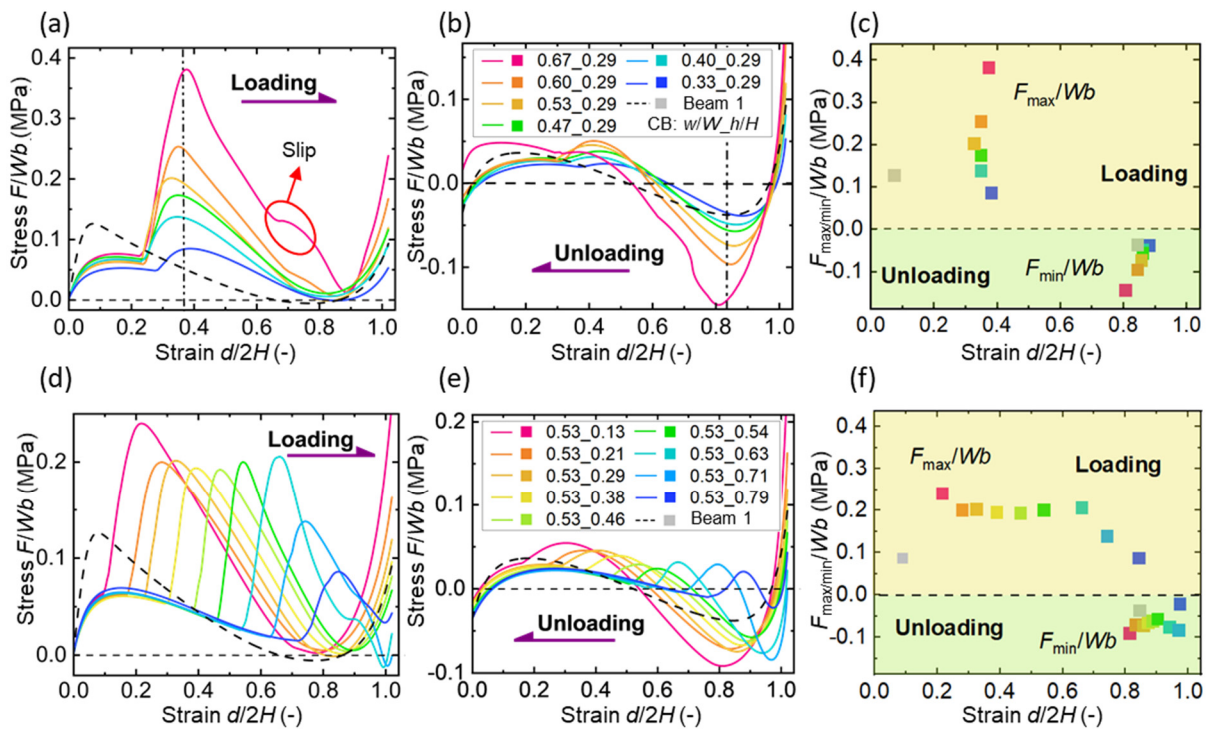 (a)
Stress F/Wb (MPa)
0.4
0.3
0.2
0.1
0.0
Loading
Slip
0.0 0.2 0.4 0.6 0.8 1.0
Strain d/2H (-)
(b)
Stress F/Wb (MPa)
0.1
0.0
-0.1
0.67_0.29 0.40_0.29
0.60_0.29 0.33_0.29
0.53_0.29 Beam 1
0.47_0.29 CB: w/W_h/H
Unloading
0.0 0.2 0.4 0.6 0.8 1.0
Strain d/2H (-)
(c)
Fmax/min/Wb (MPa)
0.4
0.3
0.2
0.1
0.0
-0.1
Fmax/Wb
Loading
Unloading
Fmin/Wb
0.0 0.2 0.4 0.6 0.8 1.0
Strain d/2H (-)
(d)
Stress F/Wb (MPa)
0.2
0.1
0.0
Loading
0.0 0.2 0.4 0.6 0.8 1.0
Strain d/2H (-)
(e)
Stress F/Wb (MPa)
0.2
0.1
0.0
-0.1
0.53_0.13 0.53_0.54
0.53_0.21 0.53_0.63
0.53_0.29 0.53_0.71
0.53_0.38 0.53_0.79
0.53_0.46 Beam 1
Unloading
0.0 0.2 0.4 0.6 0.8 1.0
Strain d/2H (-)
(f)
Fmax/min/Wb (MPa)
0.4
0.3
0.2
0.1
0.0
-0.1
Fmax/Wb
Loading
Unloading
Fmin/Wb
0.0 0.2 0.4 0.6 0.8 1.0
Strain d/2H (-)